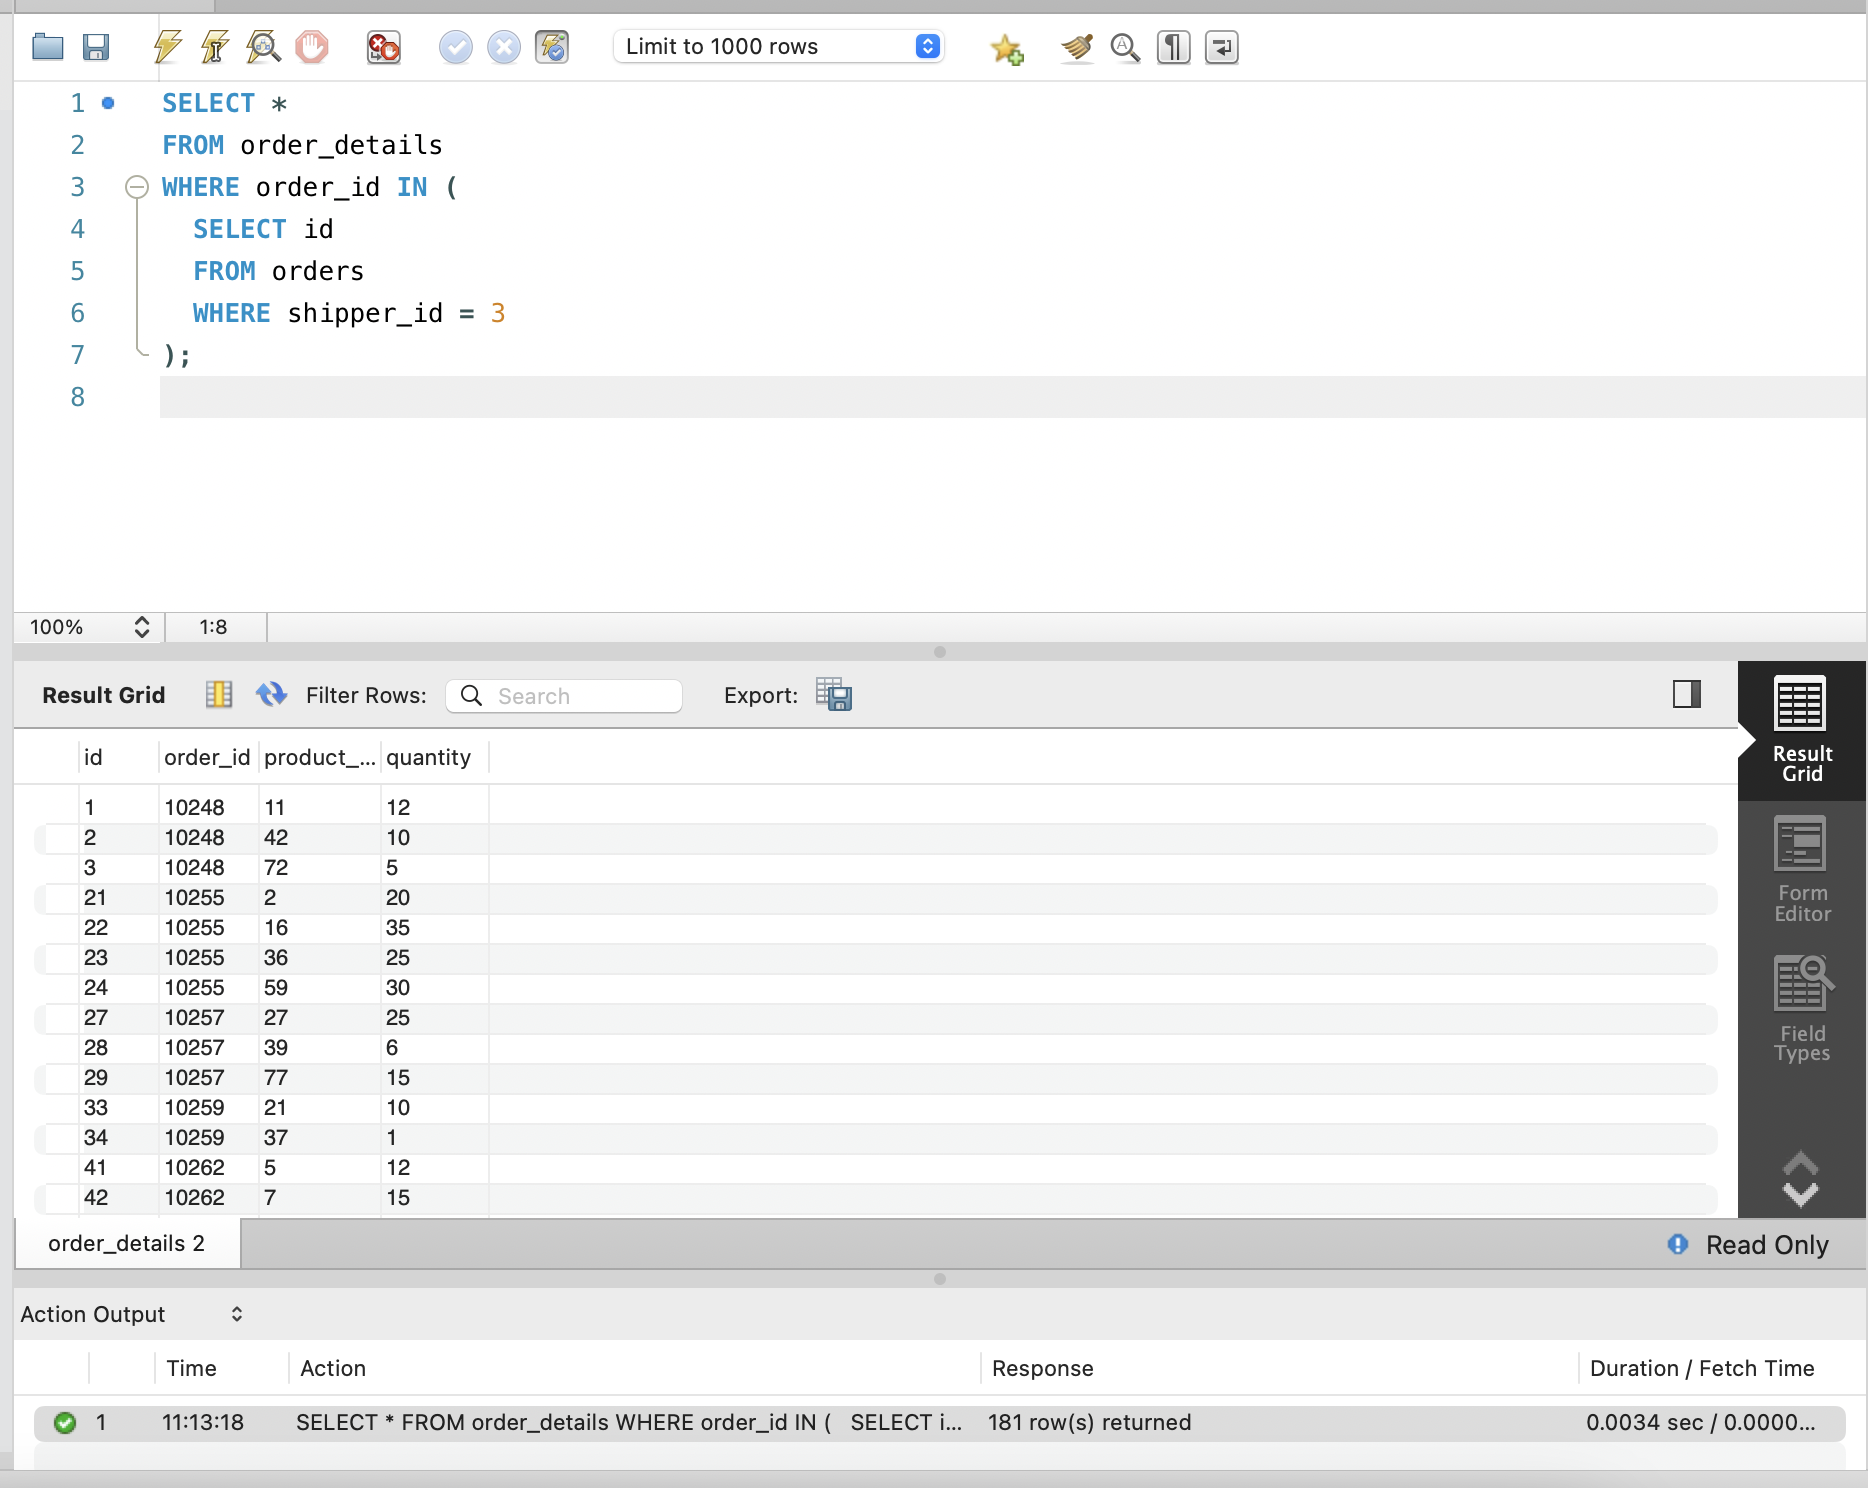 Limit to 1000 rows
1 SELECT *
2 FROM order_details
3 WHERE order_id IN (
4 SELECT id
5 FROM orders
6 WHERE shipper_id = 3
7 );
8
100% 1:8
Result Grid Filter Rows: Search Export:
id order_id product_... quantity
1 10248 11 12
2 10248 42 10
3 10248 72 5
21 10255 2 20
22 10255 16 35
23 10255 36 25
24 10255 59 30
27 10257 27 25
28 10257 39 6
29 10257 77 15
33 10259 21 10
34 10259 37 1
41 10262 5 12
42 10262 7 15
Result
Grid
Form
Editor
Field
Types
order_details 2 Read Only
Action Output
Time Action Response Duration / Fetch Time
1 11:13:18 SELECT * FROM order_details WHERE order_id IN ( SELECT i... 181 row(s) returned 0.0034 sec / 0.0000...